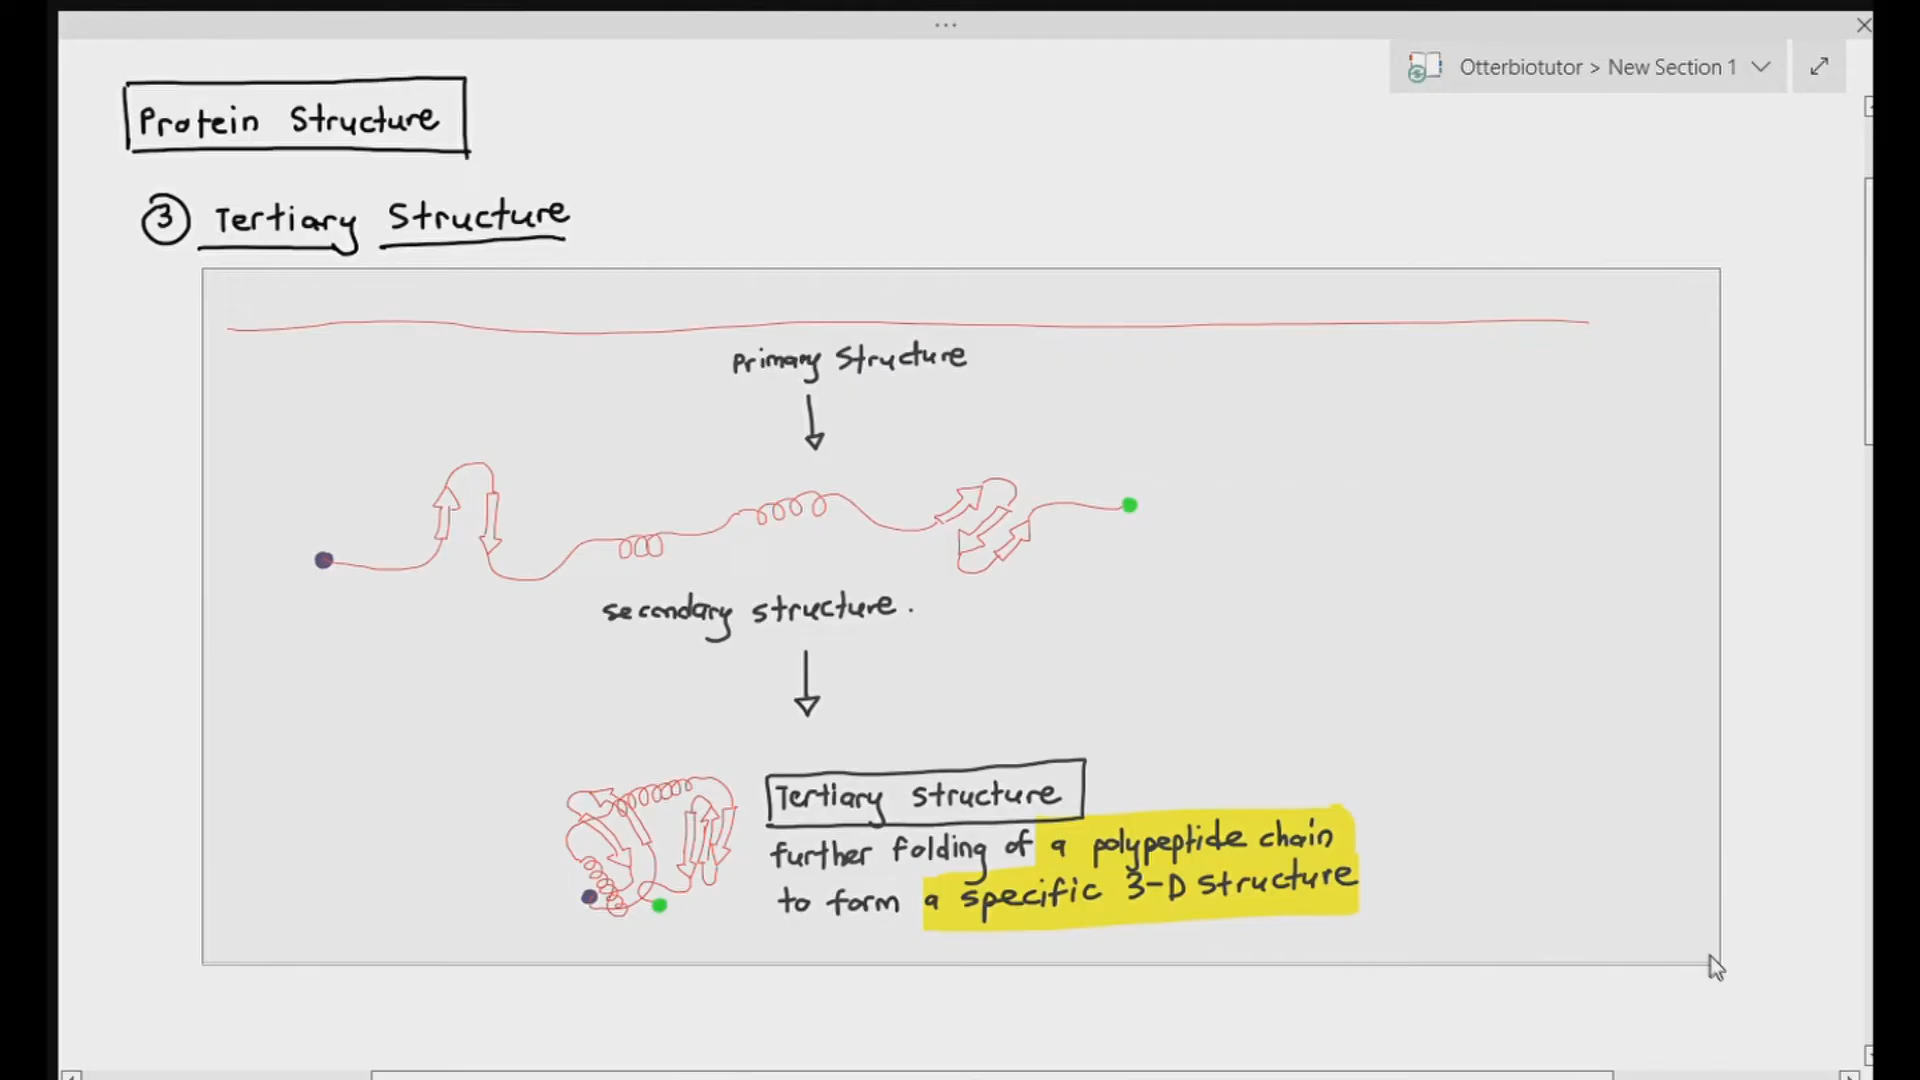 Otterbiotutor > New Section 1
Protein Structure
3 Tertiary Structure
Primary Structure
secondary structure.
Tertiary structure
further folding of a polypeptide chain
to form a specific 3-D structure